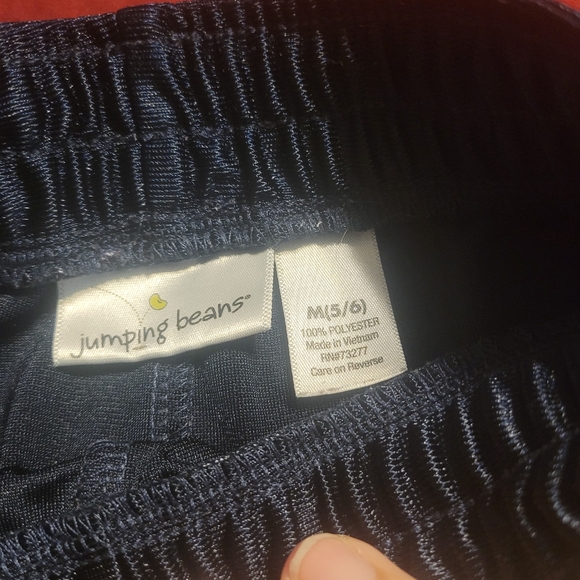 jumping beans®
M(5/6)
100% POLYESTER
Made in Vietnam
RN#73277
Care on Reverse